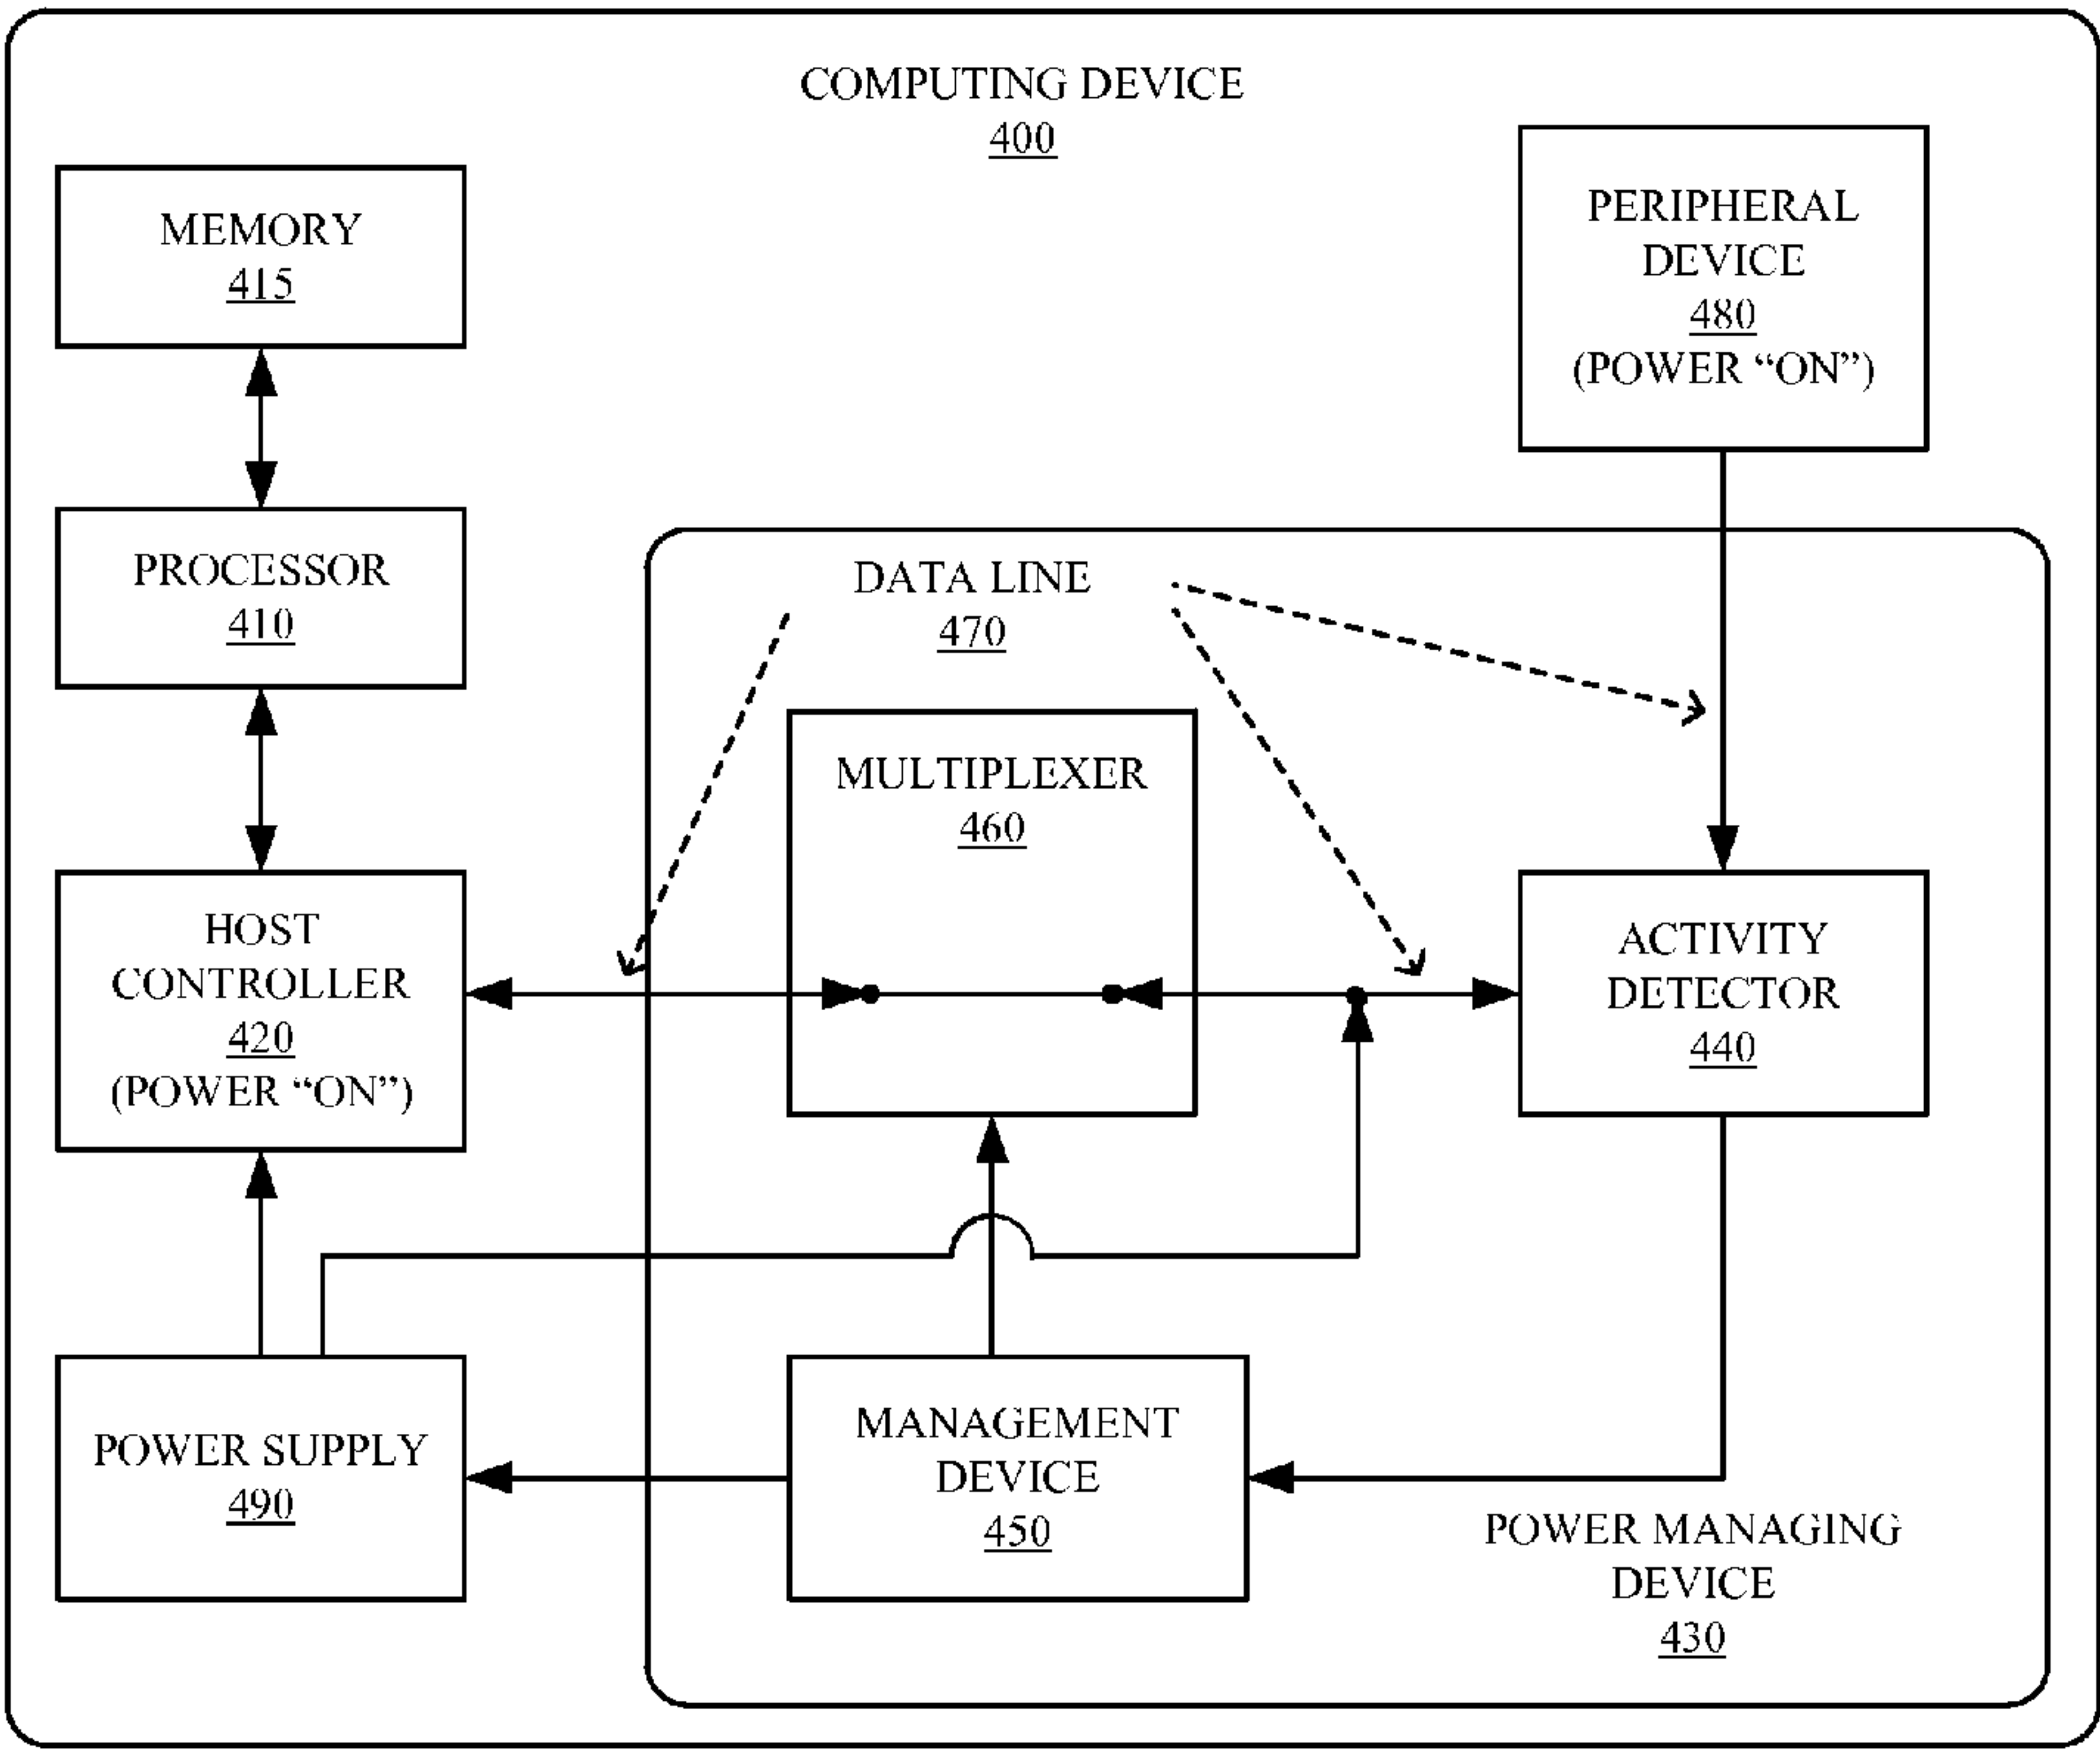 COMPUTING DEVICE
400
MEMORY
415
PERIPHERAL
DEVICE
480
(POWER “ON”)
PROCESSOR
410
DATA LINE
470
MULTIPLEXER
460
HOST
CONTROLLER
420
(POWER “ON”)
ACTIVITY
DETECTOR
440
POWER SUPPLY
490
MANAGEMENT
DEVICE
450
POWER MANAGING
DEVICE
430